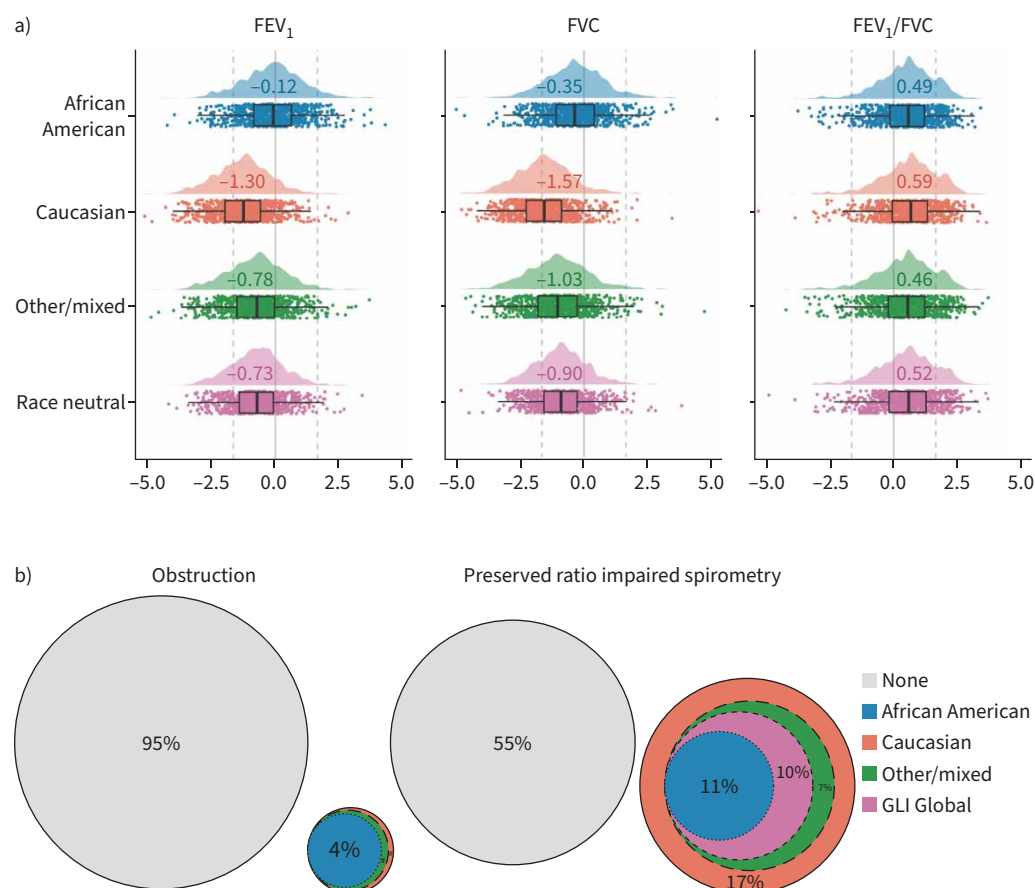 a)
FEV₁
FVC
FEV₁/FVC
African
American
–0.12
–0.35
0.49
Caucasian
–1.30
–1.57
0.59
Other/mixed
–0.78
–1.03
0.46
Race neutral
–0.73
–0.90
0.52
–5.0 –2.5 0.0 2.5 5.0
–5.0 –2.5 0.0 2.5 5.0
–5.0 –2.5 0.0 2.5 5.0
b)
Obstruction
Preserved ratio impaired spirometry
95%
4%
55%
11%
10%
7%
17%
None
African American
Caucasian
Other/mixed
GLI Global